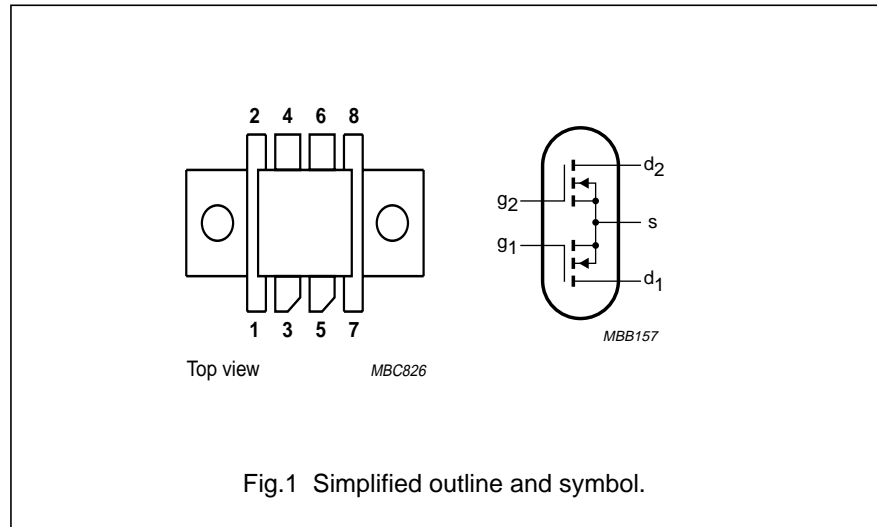 2 4 6 8
1 3 5 7
Top view MBC826
d2
g2
s
g1
d1
MBB157
Fig.1 Simplified outline and symbol.